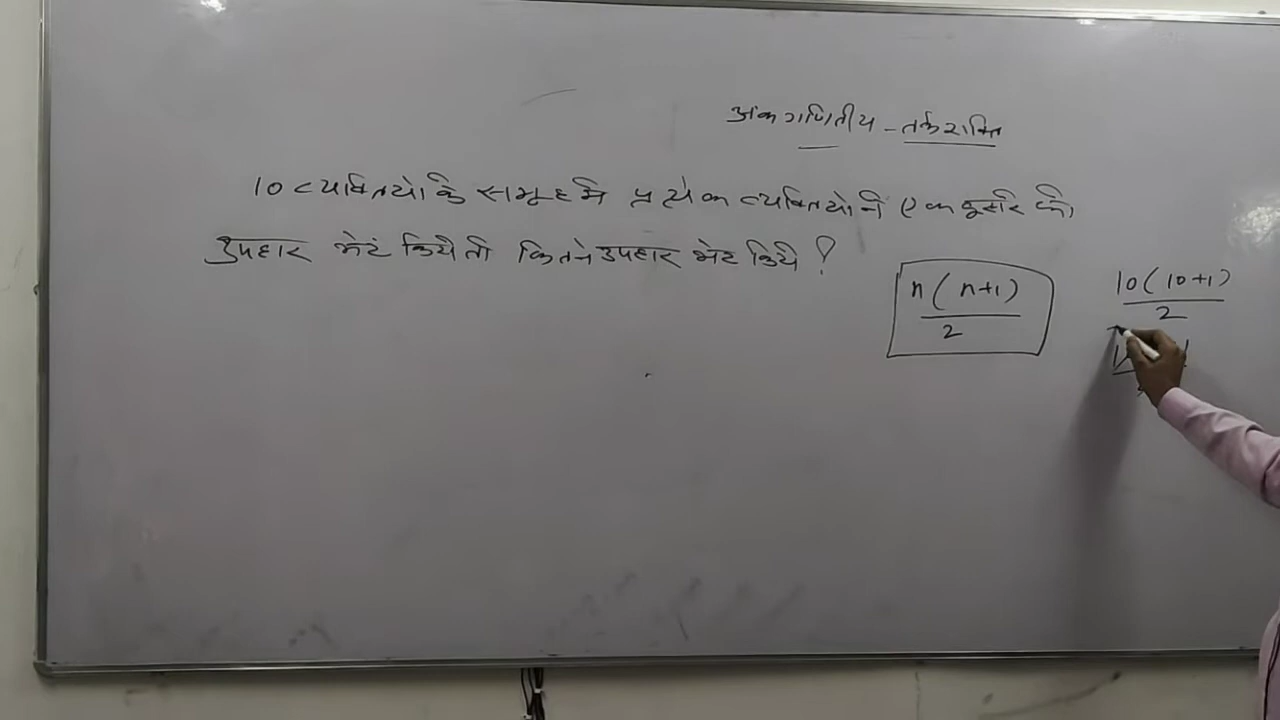 अंकगणितीय - तर्कशक्ति
10 व्यक्तियो के समूह मे प्रत्येक व्यक्तियो ने एक दूसरे को
उपहार भेटं किये तो कितने उपहार भेट किये ?
n(n+1)
2
10(10+1)
2